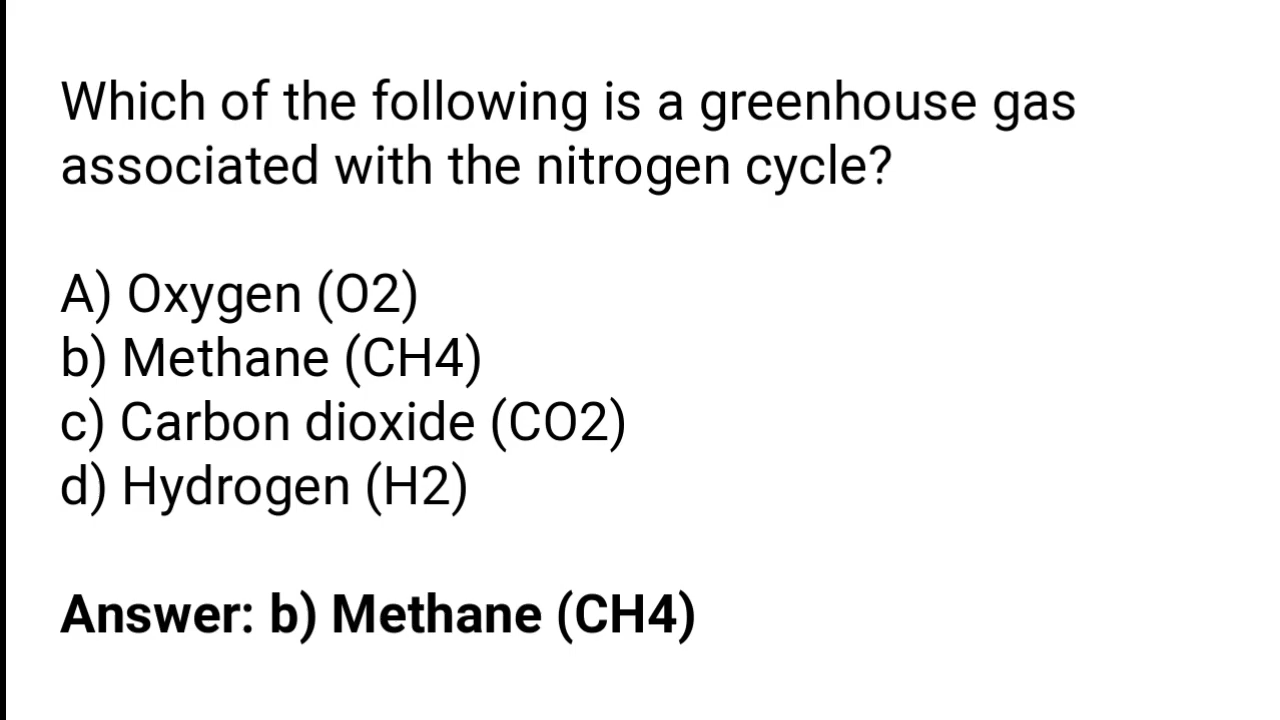 Which of the following is a greenhouse gas
associated with the nitrogen cycle?
A) Oxygen (O2)
b) Methane (CH4)
c) Carbon dioxide (CO2)
d) Hydrogen (H2)
Answer: b) Methane (CH4)